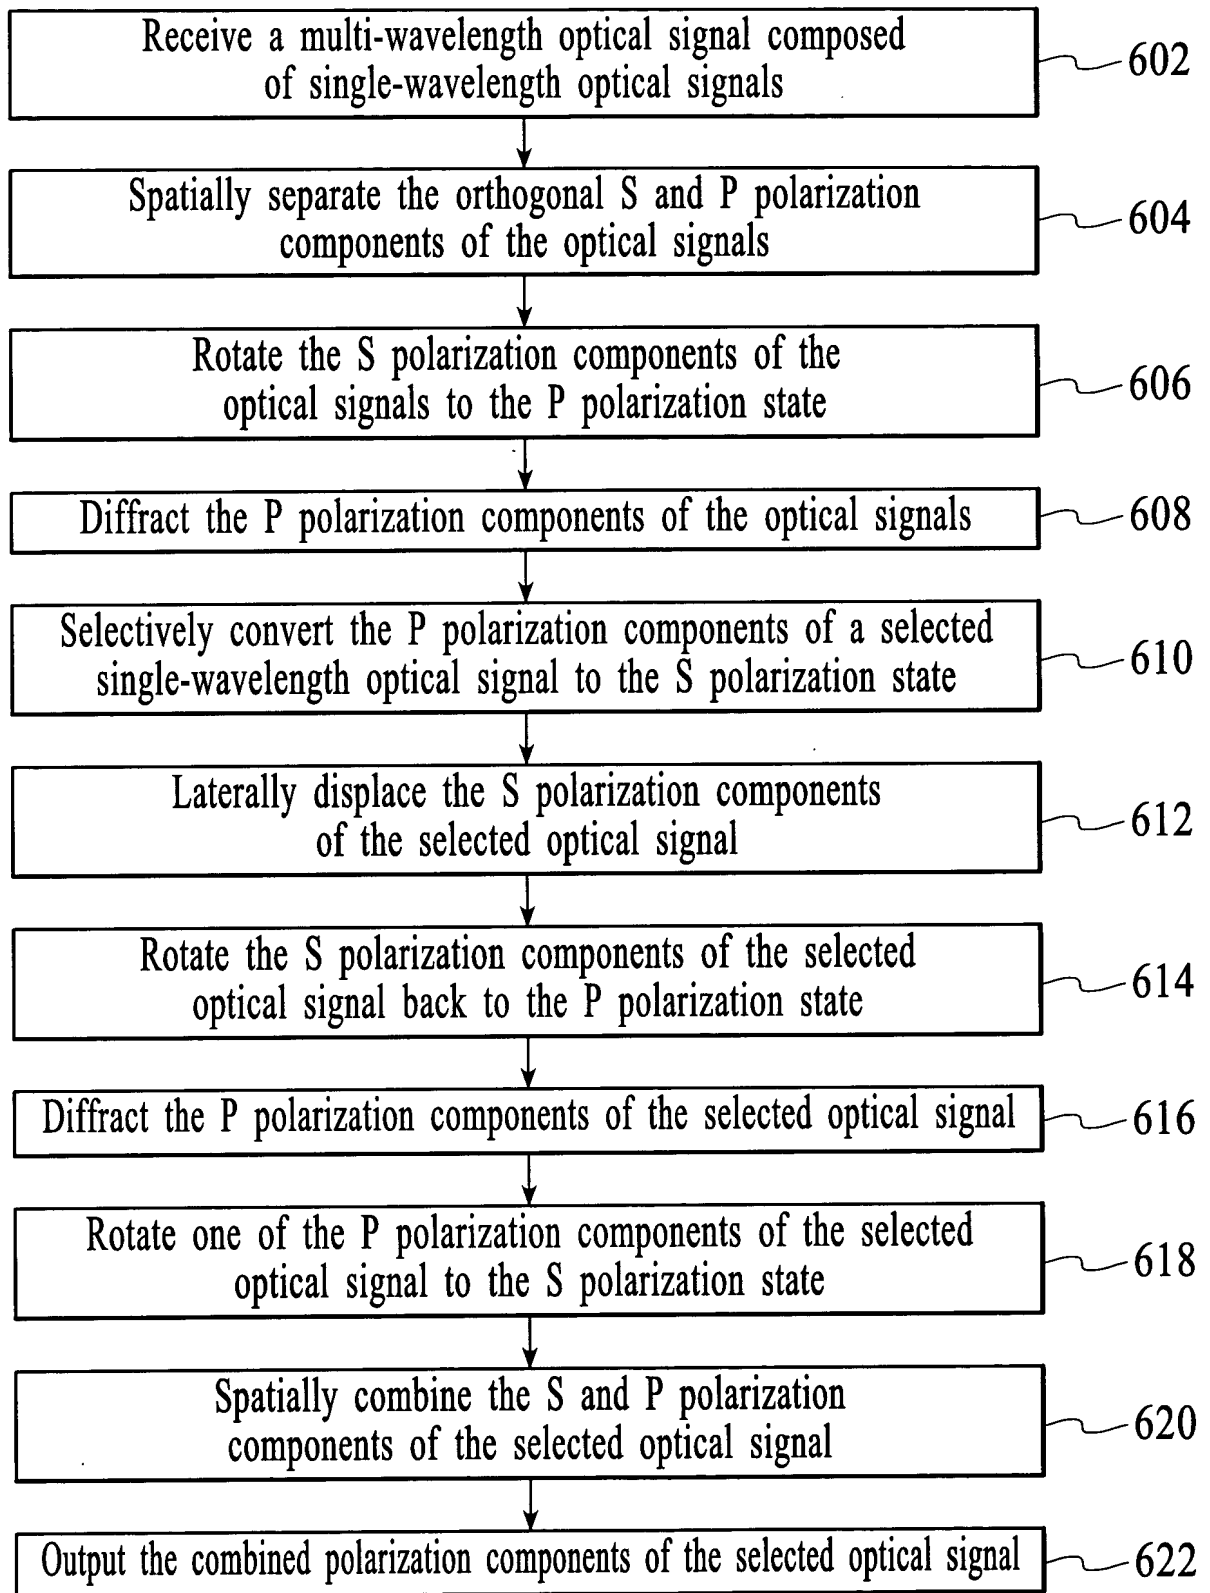 Receive a multi-wavelength optical signal composed
of single-wavelength optical signals
602
Spatially separate the orthogonal S and P polarization
components of the optical signals
604
Rotate the S polarization components of the
optical signals to the P polarization state
606
Diffract the P polarization components of the optical signals
608
Selectively convert the P polarization components of a selected
single-wavelength optical signal to the S polarization state
610
Laterally displace the S polarization components
of the selected optical signal
612
Rotate the S polarization components of the selected
optical signal back to the P polarization state
614
Diffract the P polarization components of the selected optical signal
616
Rotate one of the P polarization components of the selected
optical signal to the S polarization state
618
Spatially combine the S and P polarization
components of the selected optical signal
620
Output the combined polarization components of the selected optical signal
622